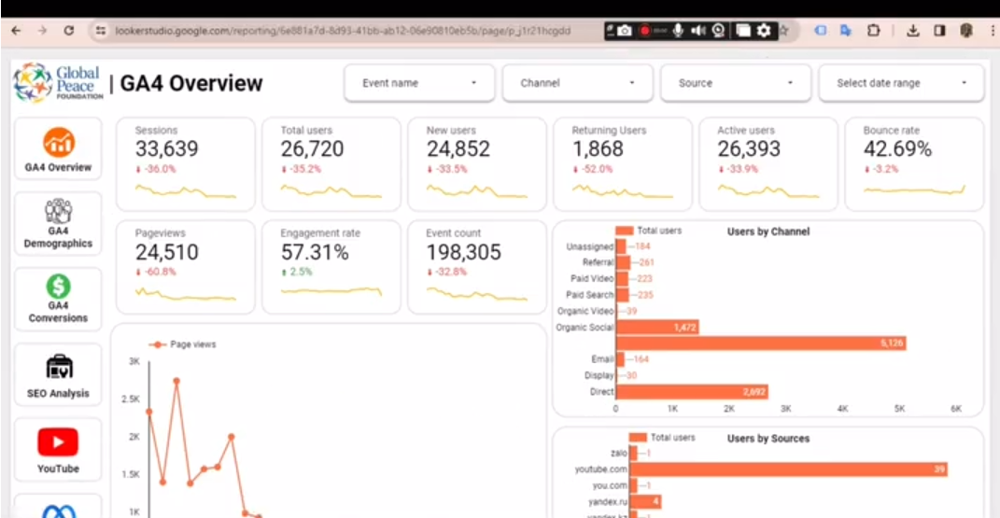 lookerstudio.google.com/reporting/6e881a7d-8d93-41bb-ab12-06e90810eb5b/page/p_j1r21hcgdd
Global
Peace
FOUNDATION
| GA4 Overview
Event name
Channel
Source
Select date range
GA4 Overview
GA4
Demographics
GA4
Conversions
SEO Analysis
YouTube
Sessions
33,639
-36.0%
Total users
26,720
-35.2%
New users
24,852
-33.5%
Returning Users
1,868
-52.0%
Active users
26,393
-33.9%
Bounce rate
42.69%
-3.2%
Pageviews
24,510
-60.8%
Engagement rate
57.31%
2.5%
Event count
198,305
-32.8%
Page views
3K
2.5K
2K
1.5K
1K
Total users
Users by Channel
Unassigned 184
Referral 261
Paid Video 223
Paid Search 235
Organic Video 39
Organic Social 1,472
5,126
Email 164
Display 30
Direct 2,692
0 1K 2K 3K 4K 5K 6K
Total users
Users by Sources
zalo 1
youtube.com 39
you.com 1
yandex.ru 4
yandex.kz 1